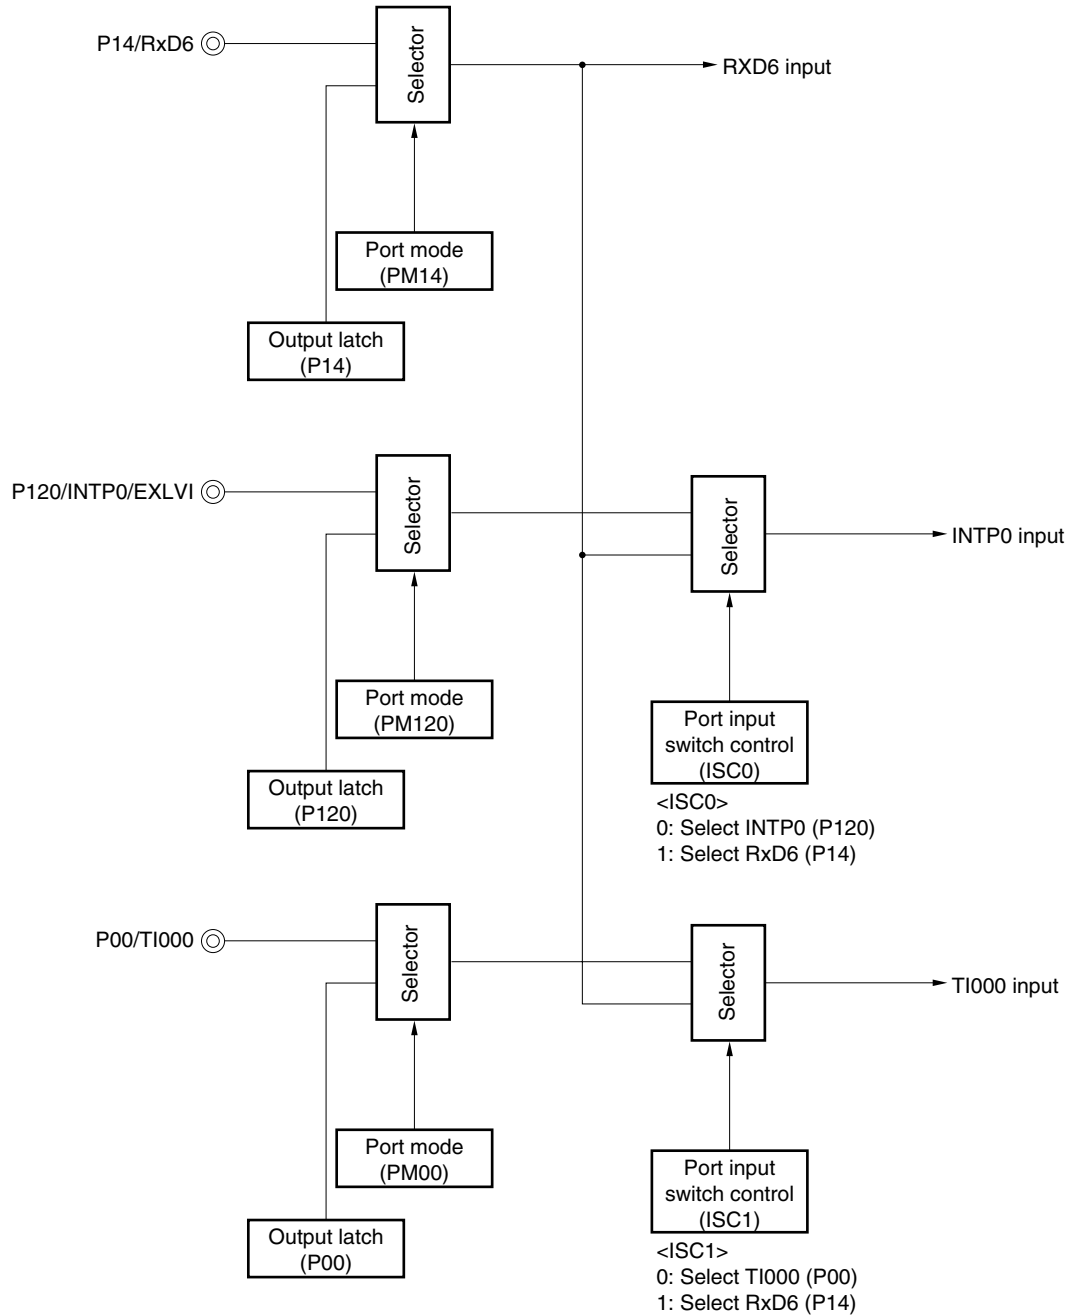 P14/RxD6
Selector
RXD6 input
Port mode
(PM14)
Output latch
(P14)
P120/INTP0/EXLVI
Selector
Selector
INTP0 input
Port mode
(PM120)
Port input
switch control
(ISC0)
Output latch
(P120)
<ISC0>
0: Select INTP0 (P120)
1: Select RxD6 (P14)
P00/TI000
Selector
Selector
TI000 input
Port mode
(PM00)
Port input
switch control
(ISC1)
Output latch
(P00)
<ISC1>
0: Select TI000 (P00)
1: Select RxD6 (P14)